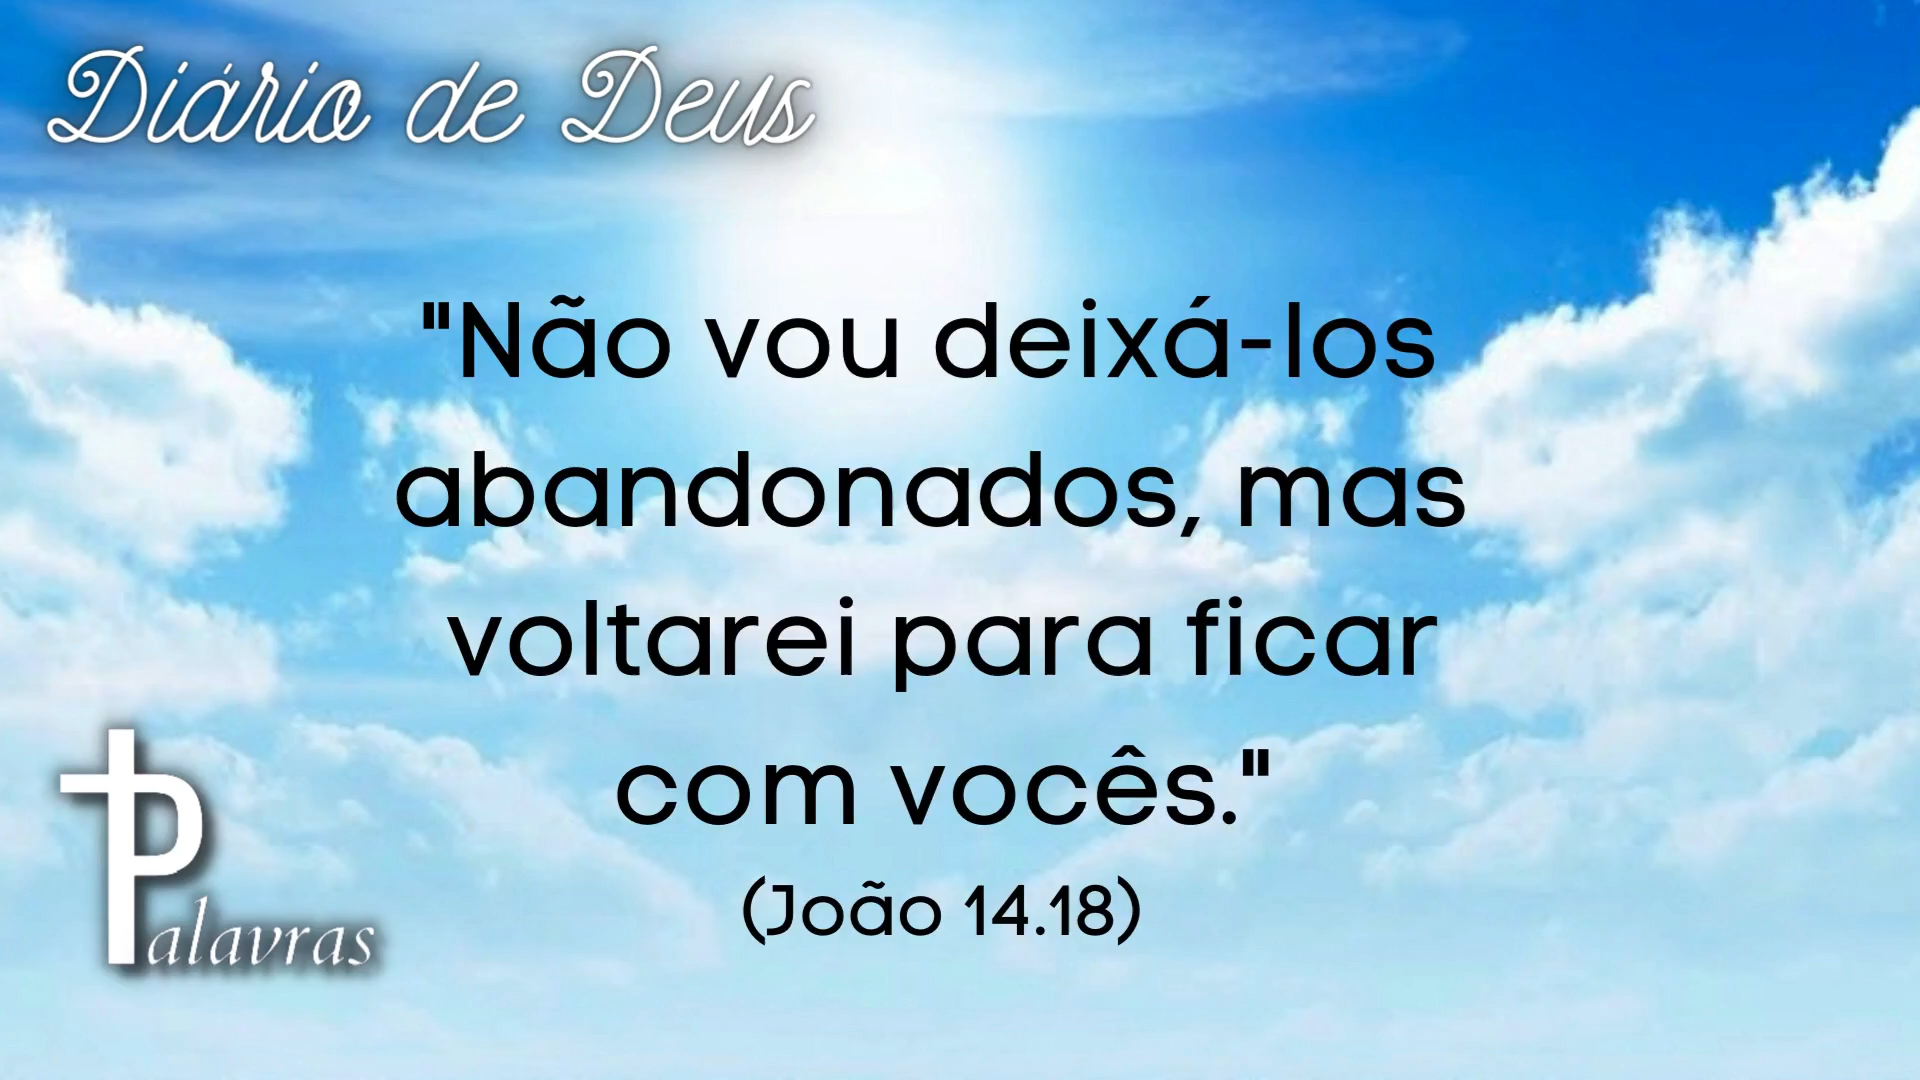 Diário de Deus
"Não vou deixá-los
abandonados, mas
voltarei para ficar
com vocês."
(João 14.18)
Palavras